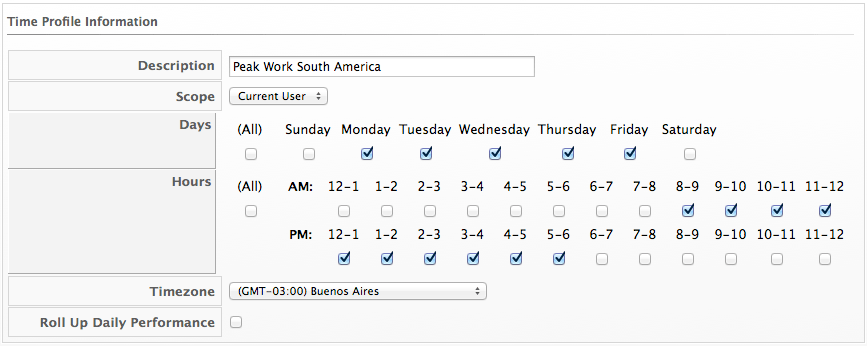 Time Profile Information
Description Peak Work South America
Scope Current User
Days (All) Sunday Monday Tuesday Wednesday Thursday Friday Saturday
Hours (All) AM: 12-1 1-2 2-3 3-4 4-5 5-6 6-7 7-8 8-9 9-10 10-11 11-12
PM: 12-1 1-2 2-3 3-4 4-5 5-6 6-7 7-8 8-9 9-10 10-11 11-12
Timezone (GMT-03:00) Buenos Aires
Roll Up Daily Performance